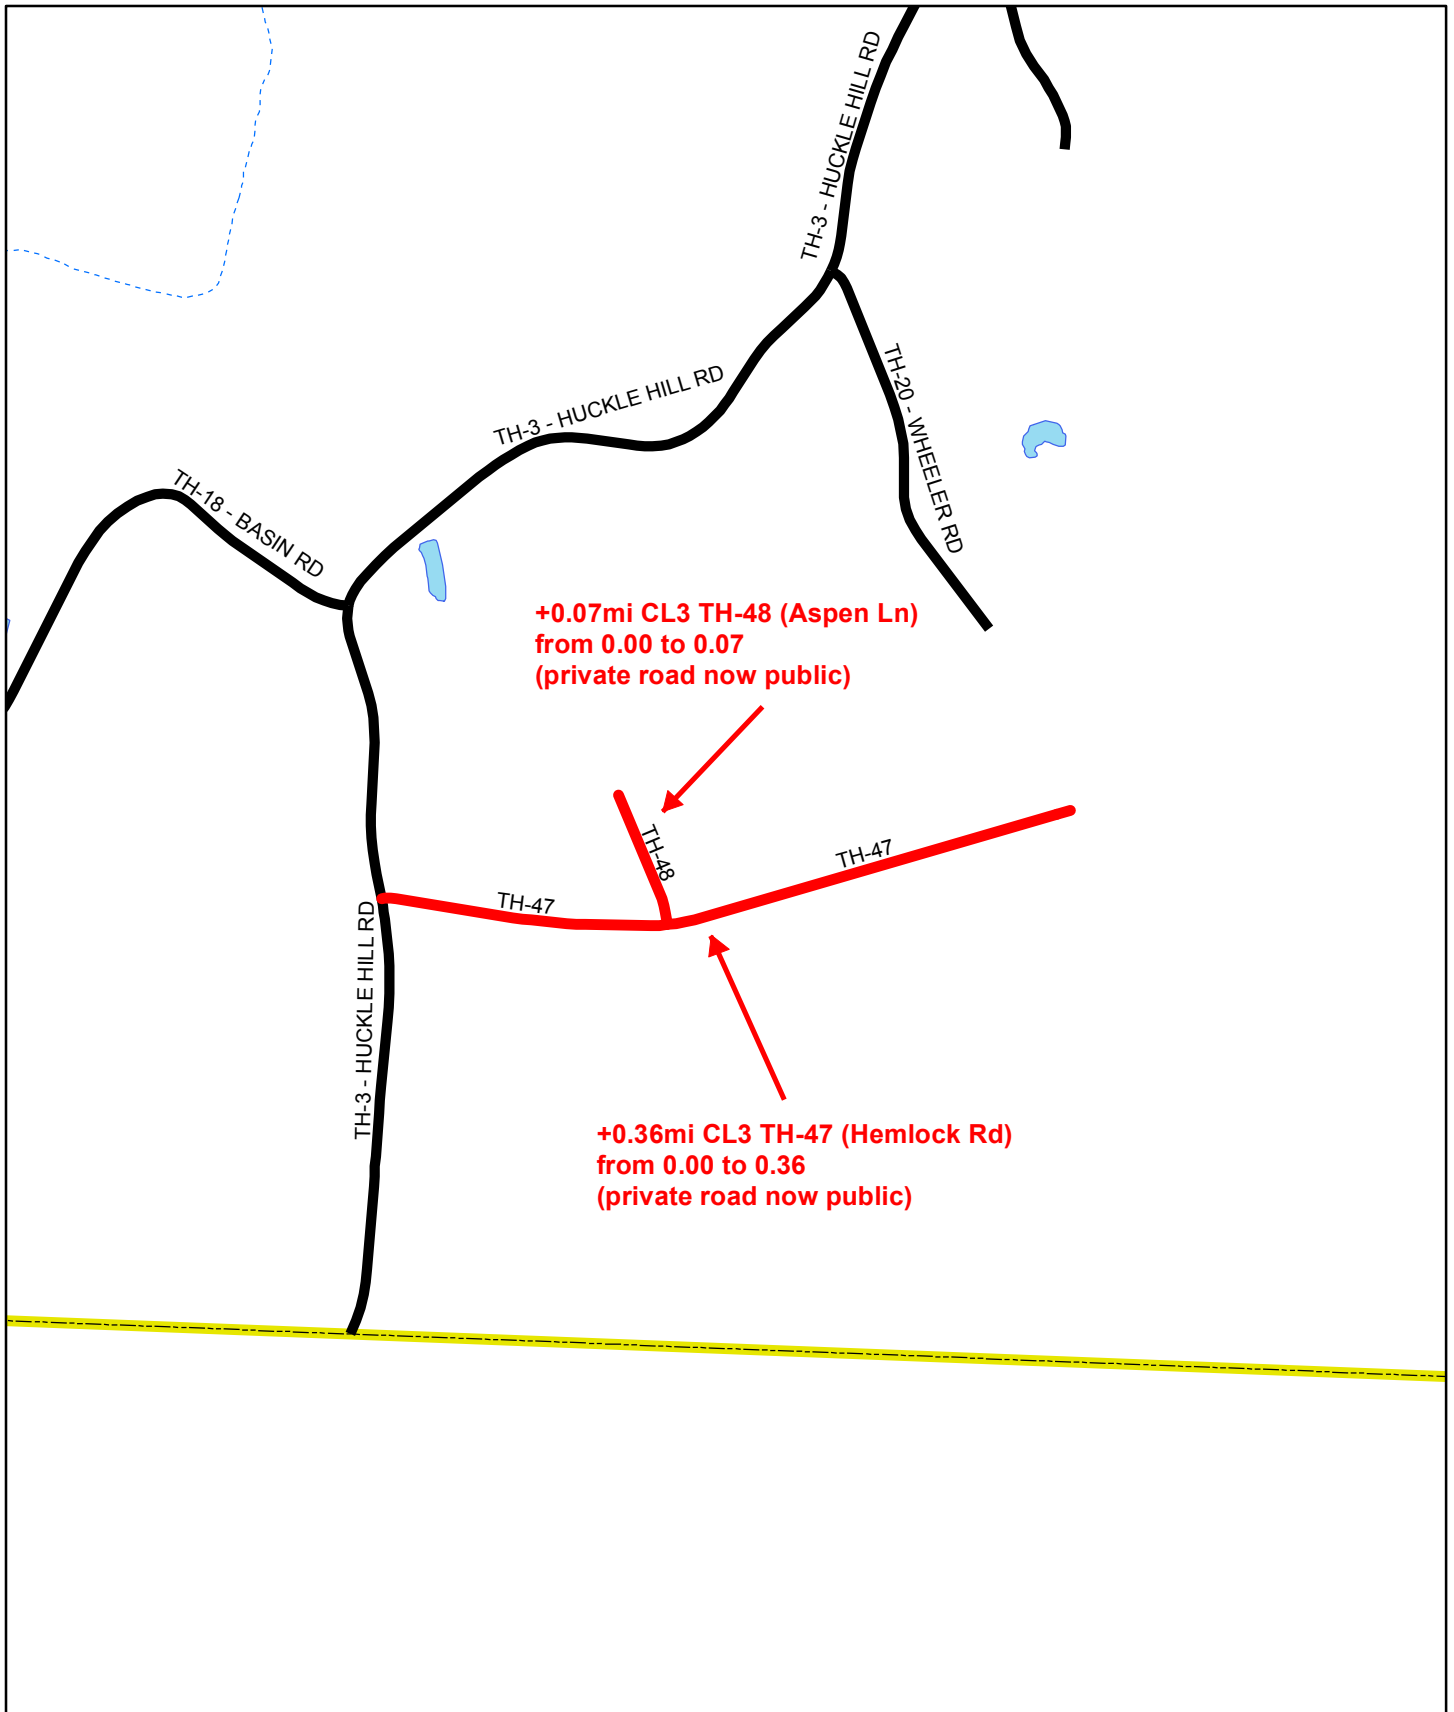 TH-3 - HUCKLE HILL RD
TH-3 - HUCKLE HILL RD
TH-20 - WHEELER RD
TH-18 - BASIN RD
+0.07mi CL3 TH-48 (Aspen Ln)
from 0.00 to 0.07
(private road now public)
TH-48
TH-47
TH-47
TH-3 - HUCKLE HILL RD
+0.36mi CL3 TH-47 (Hemlock Rd)
from 0.00 to 0.36
(private road now public)